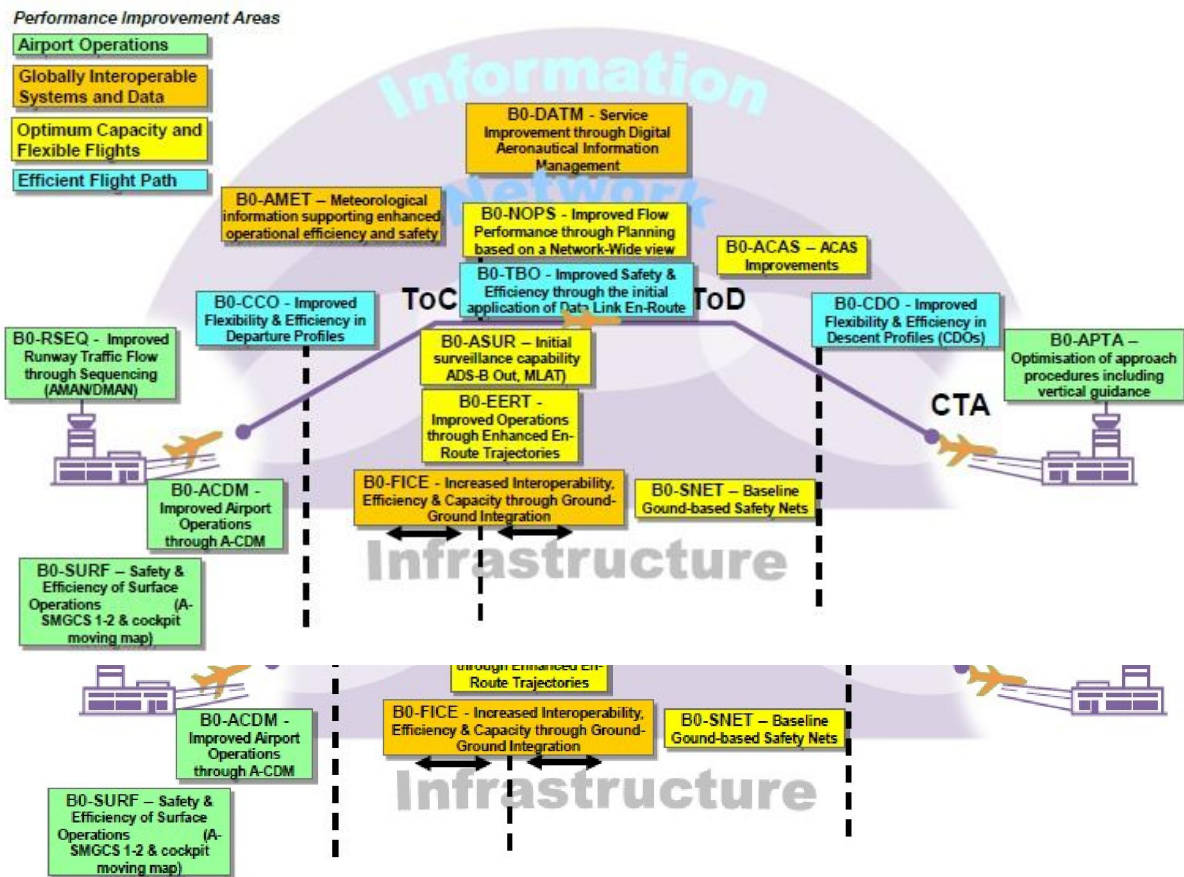 Performance Improvement Areas
Airport Operations
Globally Interoperable
Systems and Data
Optimum Capacity and
Flexible Flights
Efficient Flight Path
Information
Network
B0-DATM - Service
Improvement through Digital
Aeronautical Information
Management
B0-AMET – Meteorological
information supporting enhanced
operational efficiency and safety
B0-NOPS - Improved Flow
Performance through Planning
based on a Network-Wide view
B0-ACAS – ACAS
Improvements
B0-TBO - Improved Safety &
Efficiency through the initial
application of Data Link En-Route
ToC
ToD
B0-CCO - Improved
Flexibility & Efficiency in
Departure Profiles
B0-CDO - Improved
Flexibility & Efficiency in
Descent Profiles (CDOs)
B0-RSEQ - Improved
Runway Traffic Flow
through Sequencing
(AMAN/DMAN)
B0-ASUR - Initial
surveillance capability
ADS-B Out, MLAT)
B0-APTA –
Optimisation of approach
procedures including
vertical guidance
B0-EERT -
Improved Operations
through Enhanced En-
Route Trajectories
CTA
B0-ACDM -
Improved Airport
Operations
through A-CDM
B0-FICE - Increased Interoperability,
Efficiency & Capacity through Ground-
Ground Integration
B0-SNET – Baseline
Gound-based Safety Nets
Infrastructure
B0-SURF – Safety &
Efficiency of Surface
Operations (A-
SMGCS 1-2 & cockpit
moving map)
through Enhanced En-
Route Trajectories
B0-ACDM -
Improved Airport
Operations
through A-CDM
B0-FICE - Increased Interoperability,
Efficiency & Capacity through Ground-
Ground Integration
B0-SNET – Baseline
Gound-based Safety Nets
Infrastructure
B0-SURF – Safety &
Efficiency of Surface
Operations (A-
SMGCS 1-2 & cockpit
moving map)